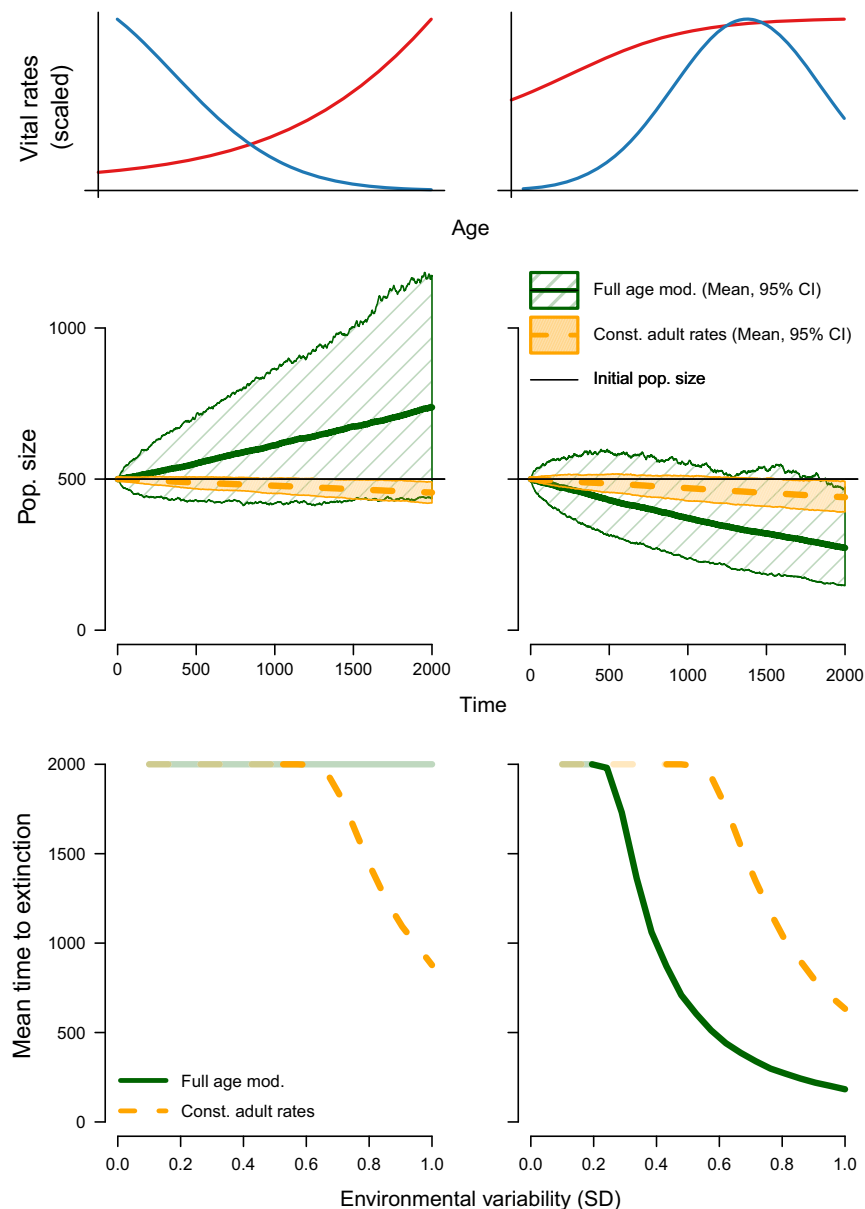 Vital rates
(scaled)
Age
Pop. size
1000
500
0
0
500
1000
1500
2000
Full age mod. (Mean, 95% CI)
Const. adult rates (Mean, 95% CI)
Initial pop. size
0
500
1000
1500
2000
Time
Mean time to extinction
2000
1500
1000
500
0
Full age mod.
Const. adult rates
0.0
0.2
0.4
0.6
0.8
1.0
0.0
0.2
0.4
0.6
0.8
1.0
Environmental variability (SD)